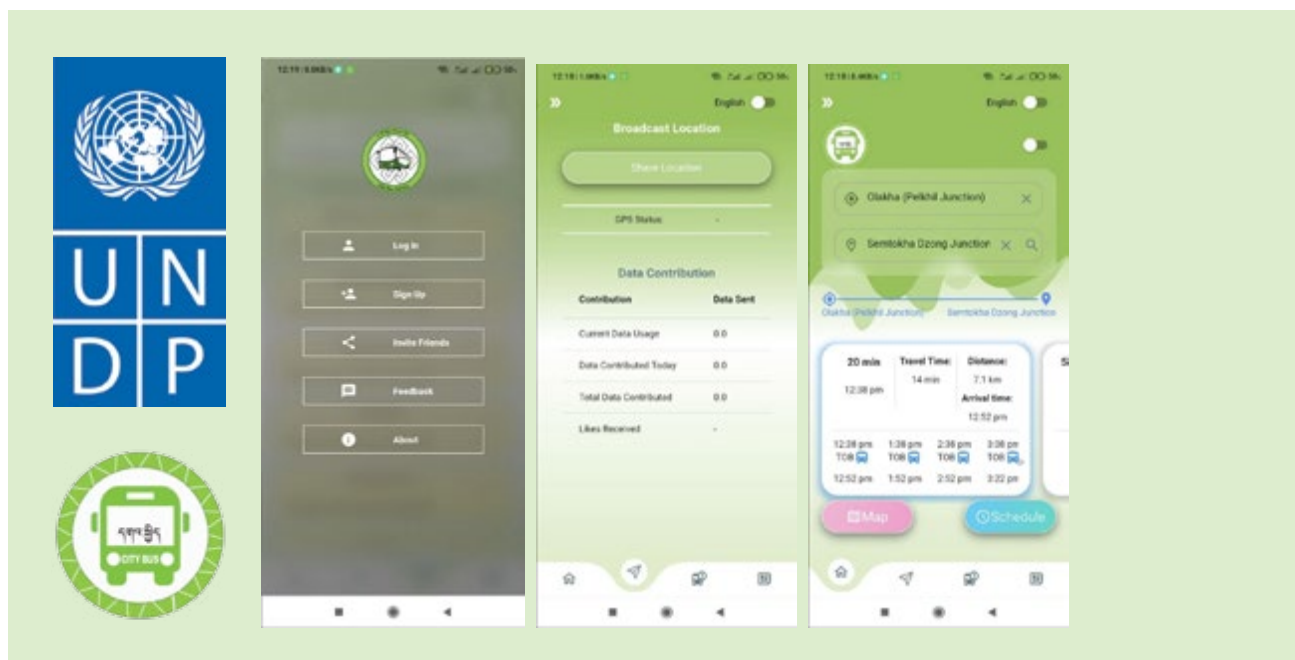 UN
DP
དགའ་སྐྱིད
CITY BUS
Log In
Sign Up
Invite Friends
Feedback
About
English
Broadcast Location
Share Location
GPS Status -
Data Contribution
Contribution Data Sent
Current Data Usage 0.0
Data Contributed Today 0.0
Total Data Contributed 0.0
Likes Received -
English
Olakha (Pelkhil Junction)
Semtokha Dzong Junction
Olakha (Pelkhil Junction) Semtokha Dzong Junction
20 min Travel Time: Distance:
12:38 pm 14 min 7.1 km
Arrival time:
12:52 pm
12:38 pm 1:38 pm 2:38 pm 3:38 pm
TOB TOB TOB TOB
12:52 pm 1:52 pm 2:52 pm 3:22 pm
Map Schedule